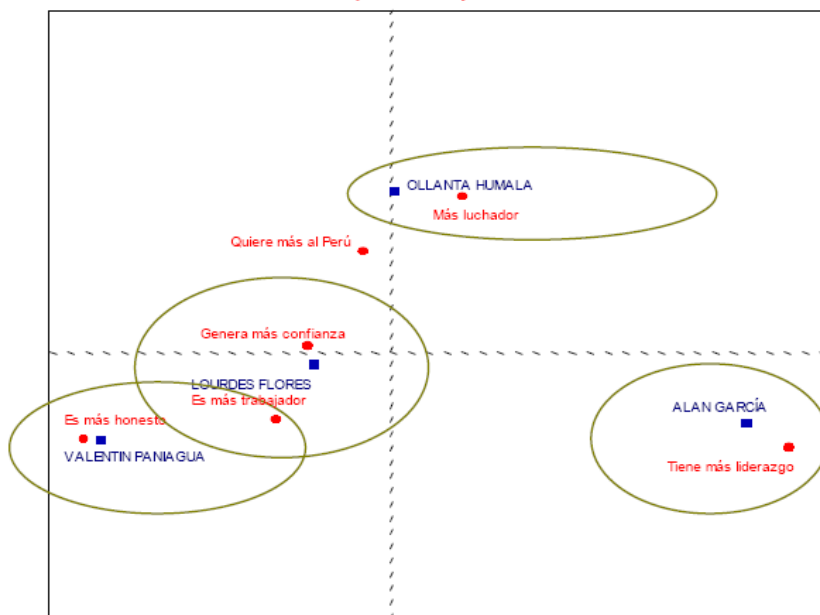 OLLANTA HUMALA
Más luchador
Quiere más al Perú
Genera más confianza
LOURDES FLORES
Es más trabajador
ALAN GARCÍA
Es más honesto
VALENTIN PANIAGUA
Tiene más liderazgo